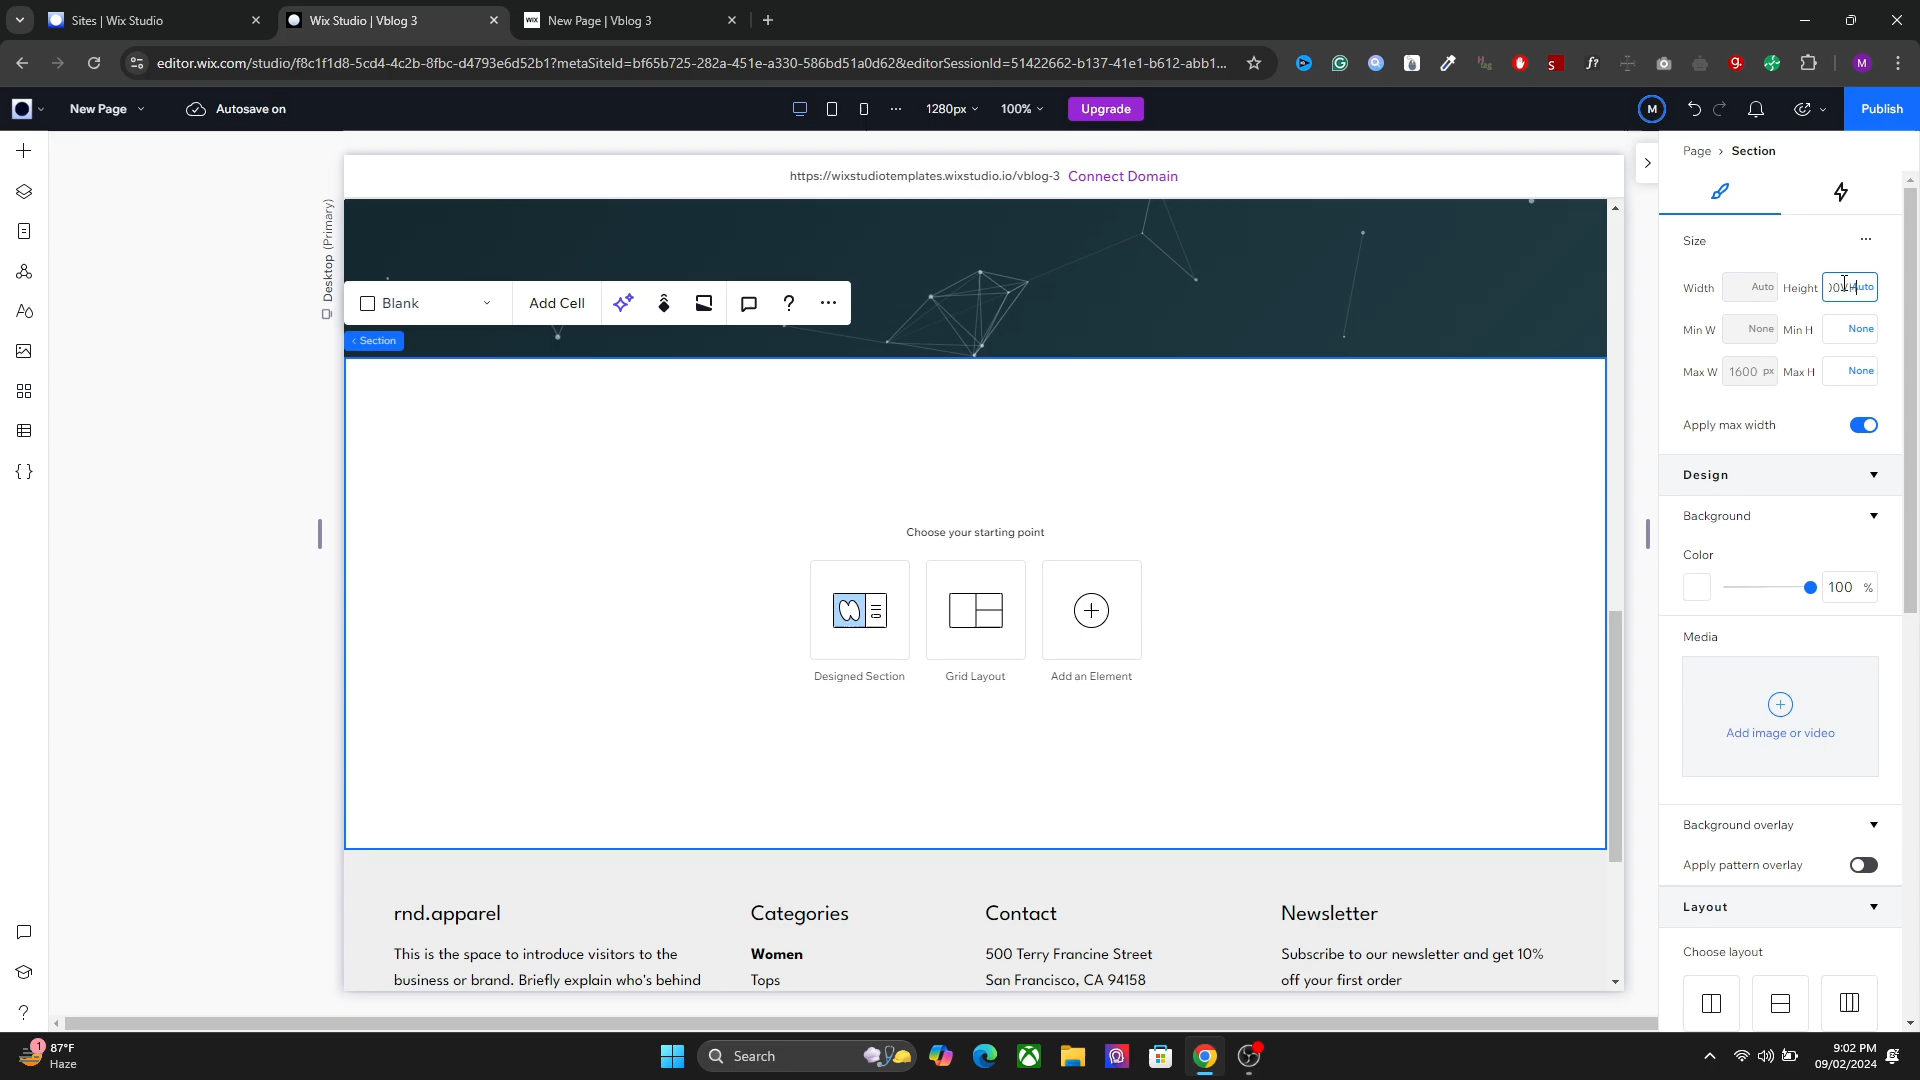 Sites | Wix Studio
Wix Studio | Vblog 3
WIX New Page | Vblog 3
editor.wix.com/studio/f8c1f1d8-5cd4-4c2b-8fbc-d4793e6d52b1?metaSiteId=bf65b725-282a-451e-a330-586bd51a0d62&editorSessionId=51422662-b137-41e1-b612-abb1...
New Page
Autosave on
1280px
100%
Upgrade
M
Publish
https://wixstudiotemplates.wixstudio.io/vblog-3 Connect Domain
Desktop (Primary)
Blank
Add Cell
Section
Choose your starting point
Designed Section
Grid Layout
Add an Element
rnd.apparel
Categories
Contact
Newsletter
This is the space to introduce visitors to the
Women
500 Terry Francine Street
Subscribe to our newsletter and get 10%
business or brand. Briefly explain who's behind
Tops
San Francisco, CA 94158
off your first order
Page > Section
Size
Width Auto Height
Min W None Min H None
Max W 1600 px Max H None
Apply max width
Design
Background
Color
100 %
Media
Add image or video
Background overlay
Apply pattern overlay
Layout
Choose layout
1
87°F
Haze
Search
9:02 PM
09/02/2024